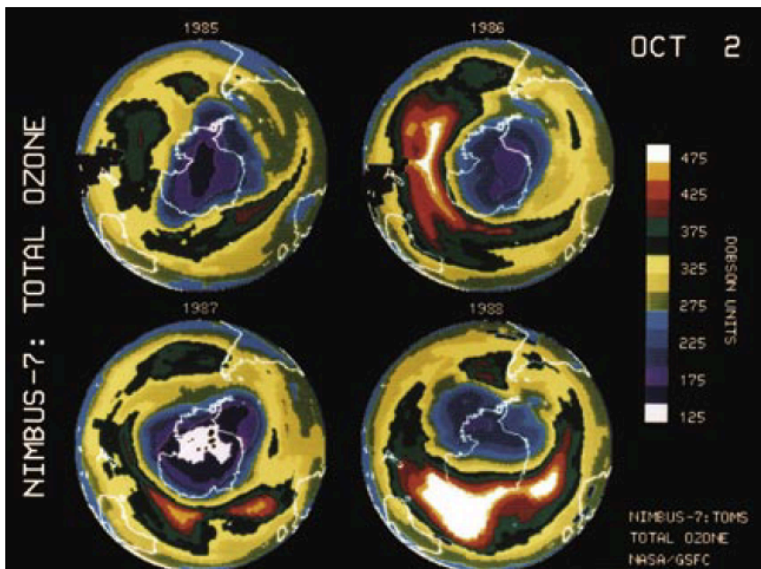 1985
1986
OCT 2
NIMBUS-7: TOTAL OZONE
475
425
375
325
275
225
175
125
DOBSON UNITS
1987
1988
NIMBUS-7:TOMS
TOTAL OZONE
NASA/GSFC